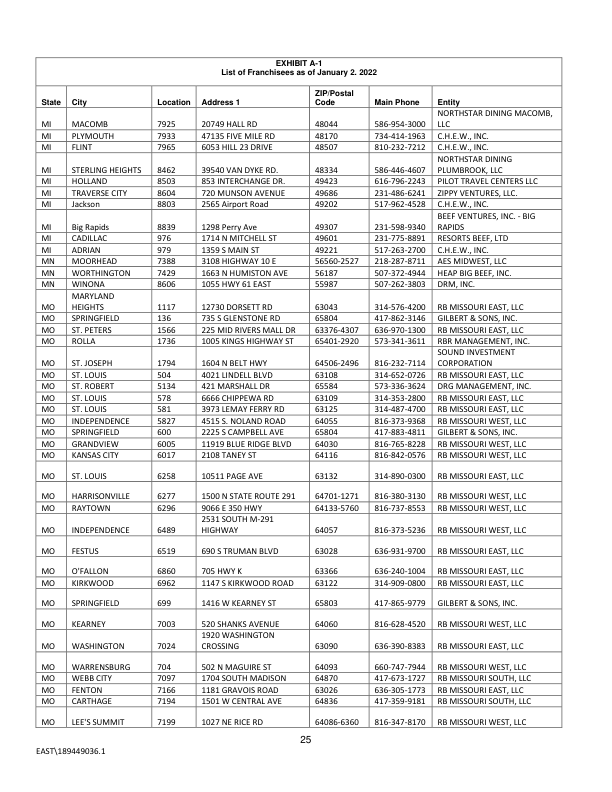 EXHIBIT A-1
List of Franchisees as of January 2. 2022
State City Location Address 1 ZIP/Postal Code Main Phone Entity
MI MACOMB 7925 20749 HALL RD 48044 586-954-3000 NORTHSTAR DINING MACOMB, LLC
MI PLYMOUTH 7933 47135 FIVE MILE RD 48170 734-414-1963 C.H.E.W., INC.
MI FLINT 7965 6053 HILL 23 DRIVE 48507 810-232-7212 C.H.E.W., INC.
MI STERLING HEIGHTS 8462 39540 VAN DYKE RD. 48334 586-446-4607 NORTHSTAR DINING PLUMBROOK, LLC
MI HOLLAND 8503 853 INTERCHANGE DR. 49423 616-796-2243 PILOT TRAVEL CENTERS LLC
MI TRAVERSE CITY 8604 720 MUNSON AVENUE 49686 231-486-6241 ZIPPY VENTURES, LLC.
MI Jackson 8803 2565 Airport Road 49202 517-962-4528 C.H.E.W., INC.
MI Big Rapids 8839 1298 Perry Ave 49307 231-598-9340 BEEF VENTURES, INC. - BIG RAPIDS
MI CADILLAC 976 1714 N MITCHELL ST 49601 231-775-8891 RESORTS BEEF, LTD
MI ADRIAN 979 1359 S MAIN ST 49221 517-263-2700 C.H.E.W., INC.
MN MOORHEAD 7388 3108 HIGHWAY 10 E 56560-2527 218-287-8711 AES MIDWEST, LLC
MN WORTHINGTON 7429 1663 N HUMISTON AVE 56187 507-372-4944 HEAP BIG BEEF, INC.
MN WINONA 8606 1055 HWY 61 EAST 55987 507-262-3803 DRM, INC.
MO MARYLAND HEIGHTS 1117 12730 DORSETT RD 63043 314-576-4200 RB MISSOURI EAST, LLC
MO SPRINGFIELD 136 735 S GLENSTONE RD 65804 417-862-3146 GILBERT & SONS, INC.
MO ST. PETERS 1566 225 MID RIVERS MALL DR 63376-4307 636-970-1300 RB MISSOURI EAST, LLC
MO ROLLA 1736 1005 KINGS HIGHWAY ST 65401-2920 573-341-3611 RBR MANAGEMENT, INC.
MO ST. JOSEPH 1794 1604 N BELT HWY 64506-2496 816-232-7114 SOUND INVESTMENT CORPORATION
MO ST. LOUIS 504 4021 LINDELL BLVD 63108 314-652-0726 RB MISSOURI EAST, LLC
MO ST. ROBERT 5134 421 MARSHALL DR 65584 573-336-3624 DRG MANAGEMENT, INC.
MO ST. LOUIS 578 6666 CHIPPEWA RD 63109 314-353-2800 RB MISSOURI EAST, LLC
MO ST. LOUIS 581 3973 LEMAY FERRY RD 63125 314-487-4700 RB MISSOURI EAST, LLC
MO INDEPENDENCE 5827 4515 S. NOLAND ROAD 64055 816-373-9368 RB MISSOURI WEST, LLC
MO SPRINGFIELD 600 2225 S CAMPBELL AVE 65804 417-883-4811 GILBERT & SONS, INC.
MO GRANDVIEW 6005 11919 BLUE RIDGE BLVD 64030 816-765-8228 RB MISSOURI WEST, LLC
MO KANSAS CITY 6017 2108 TANEY ST 64116 816-842-0576 RB MISSOURI WEST, LLC
MO ST. LOUIS 6258 10511 PAGE AVE 63132 314-890-0300 RB MISSOURI EAST, LLC
MO HARRISONVILLE 6277 1500 N STATE ROUTE 291 64701-1271 816-380-3130 RB MISSOURI WEST, LLC
MO RAYTOWN 6296 9066 E 350 HWY 64133-5760 816-737-8553 RB MISSOURI WEST, LLC
MO INDEPENDENCE 6489 2531 SOUTH M-291 HIGHWAY 64057 816-373-5236 RB MISSOURI WEST, LLC
MO FESTUS 6519 690 S TRUMAN BLVD 63028 636-931-9700 RB MISSOURI EAST, LLC
MO O'FALLON 6860 705 HWY K 63366 636-240-1004 RB MISSOURI EAST, LLC
MO KIRKWOOD 6962 1147 S KIRKWOOD ROAD 63122 314-909-0800 RB MISSOURI EAST, LLC
MO SPRINGFIELD 699 1416 W KEARNEY ST 65803 417-865-9779 GILBERT & SONS, INC.
MO KEARNEY 7003 520 SHANKS AVENUE 64060 816-628-4520 RB MISSOURI WEST, LLC
MO WASHINGTON 7024 1920 WASHINGTON CROSSING 63090 636-390-8383 RB MISSOURI EAST, LLC
MO WARRENSBURG 704 502 N MAGUIRE ST 64093 660-747-7944 RB MISSOURI WEST, LLC
MO WEBB CITY 7097 1704 SOUTH MADISON 64870 417-673-1727 RB MISSOURI SOUTH, LLC
MO FENTON 7166 1181 GRAVOIS ROAD 63026 636-305-1773 RB MISSOURI EAST, LLC
MO CARTHAGE 7194 1501 W CENTRAL AVE 64836 417-359-9181 RB MISSOURI SOUTH, LLC
MO LEE'S SUMMIT 7199 1027 NE RICE RD 64086-6360 816-347-8170 RB MISSOURI WEST, LLC
25
EAST\189449036.1